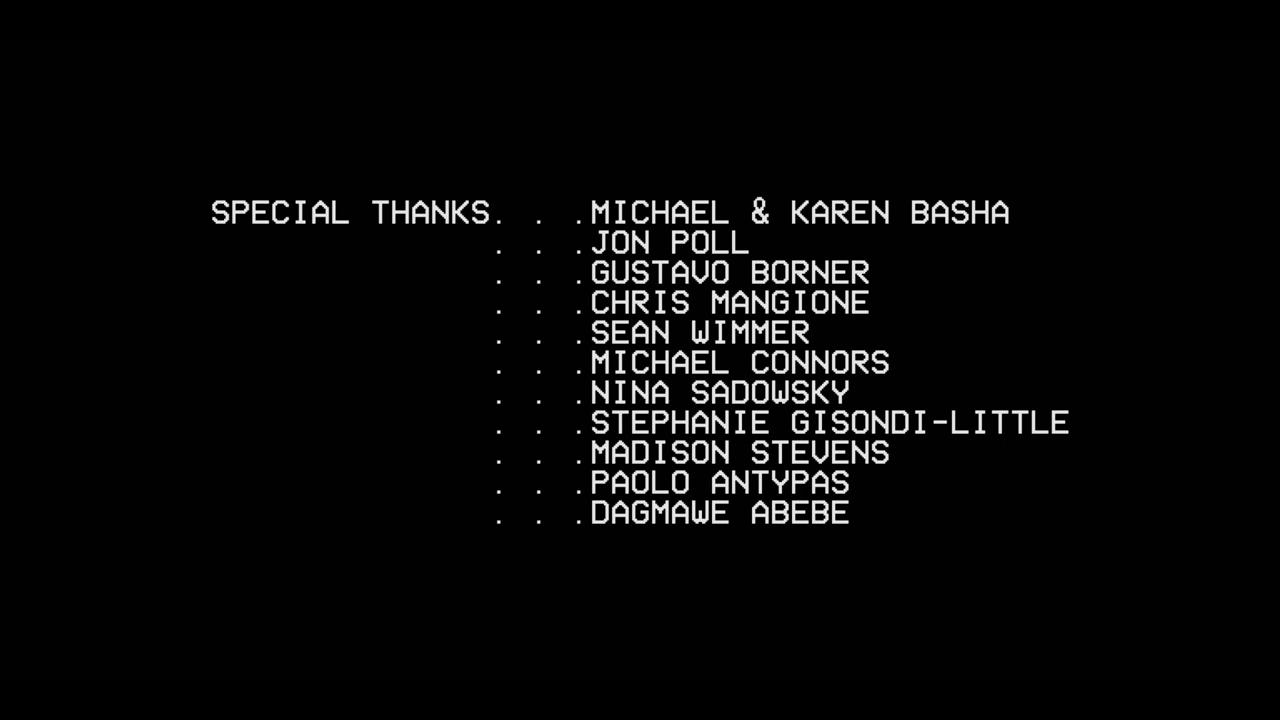 SPECIAL THANKS. . .MICHAEL & KAREN BASHA
. . .JON POLL
. . .GUSTAVO BORNER
. . .CHRIS MANGIONE
. . .SEAN WIMMER
. . .MICHAEL CONNORS
. . .NINA SADOWSKY
. . .STEPHANIE GISONDI-LITTLE
. . .MADISON STEVENS
. . .PAOLO ANTYPAS
. . .DAGMAWE ABEBE